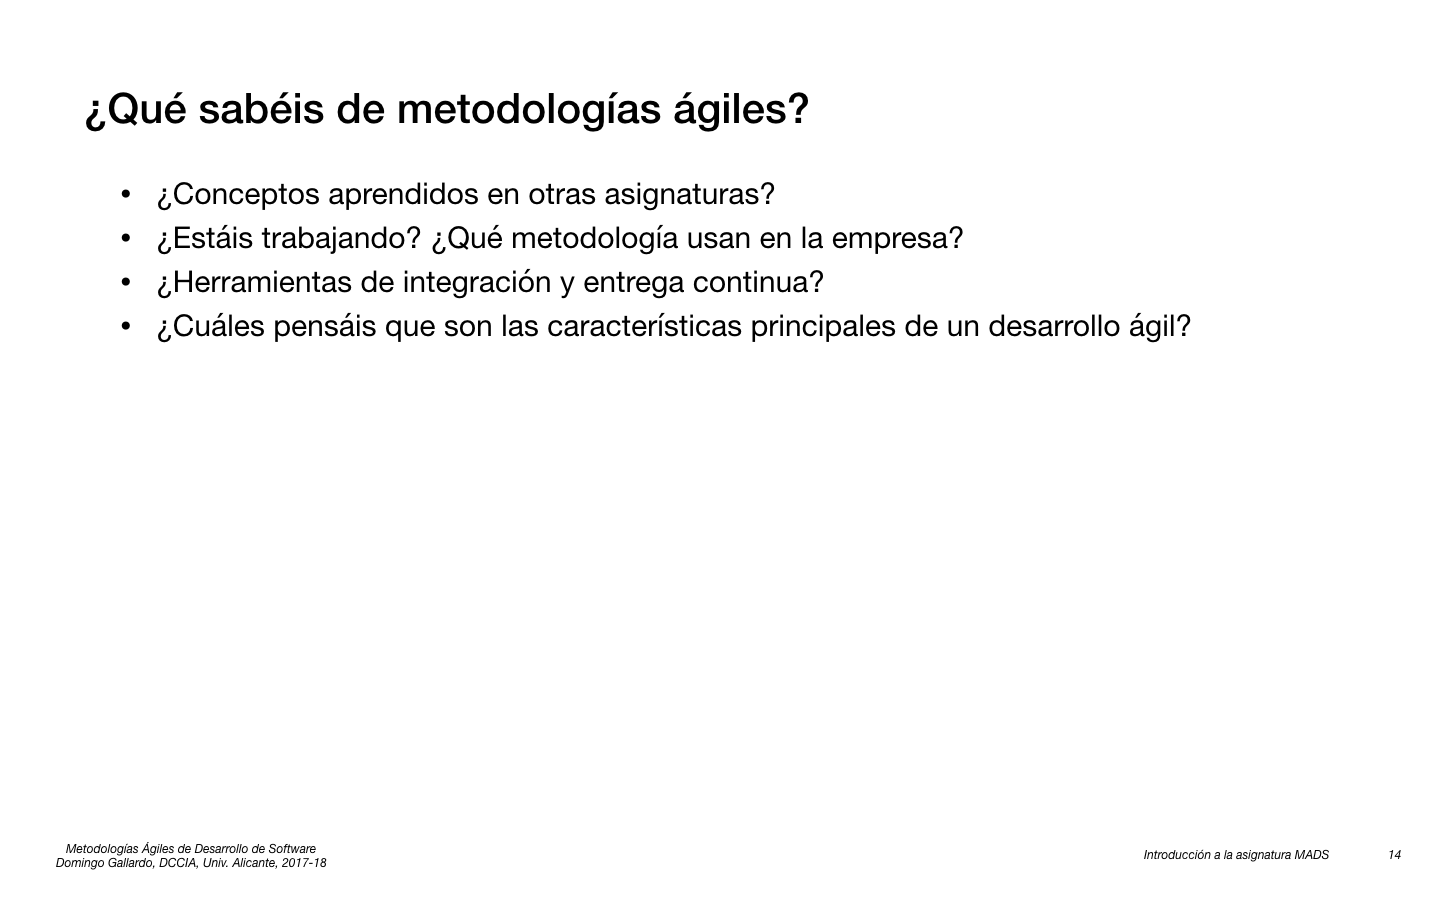 ¿Qué sabéis de metodologías ágiles?
• ¿Conceptos aprendidos en otras asignaturas?
• ¿Estáis trabajando? ¿Qué metodología usan en la empresa?
• ¿Herramientas de integración y entrega continua?
• ¿Cuáles pensáis que son las características principales de un desarrollo ágil?
Metodologías Ágiles de Desarrollo de Software
Domingo Gallardo, DCCIA, Univ. Alicante, 2017-18
Introducción a la asignatura MADS 14